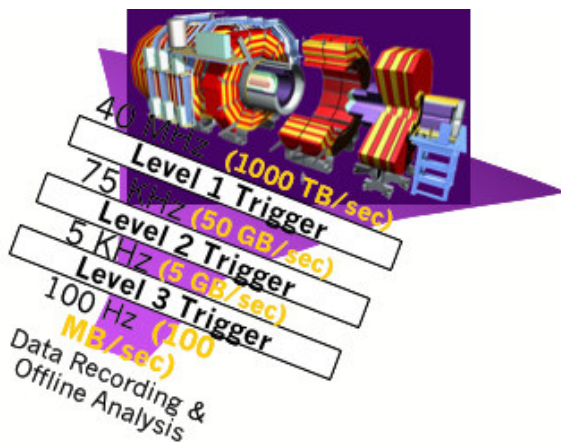 40 MHz (1000 TB/sec)
Level 1 Trigger
75 KHz (50 GB/sec)
Level 2 Trigger
5 KHz (5 GB/sec)
Level 3 Trigger
100 Hz (100
MB/sec)
Data Recording &
Offline Analysis